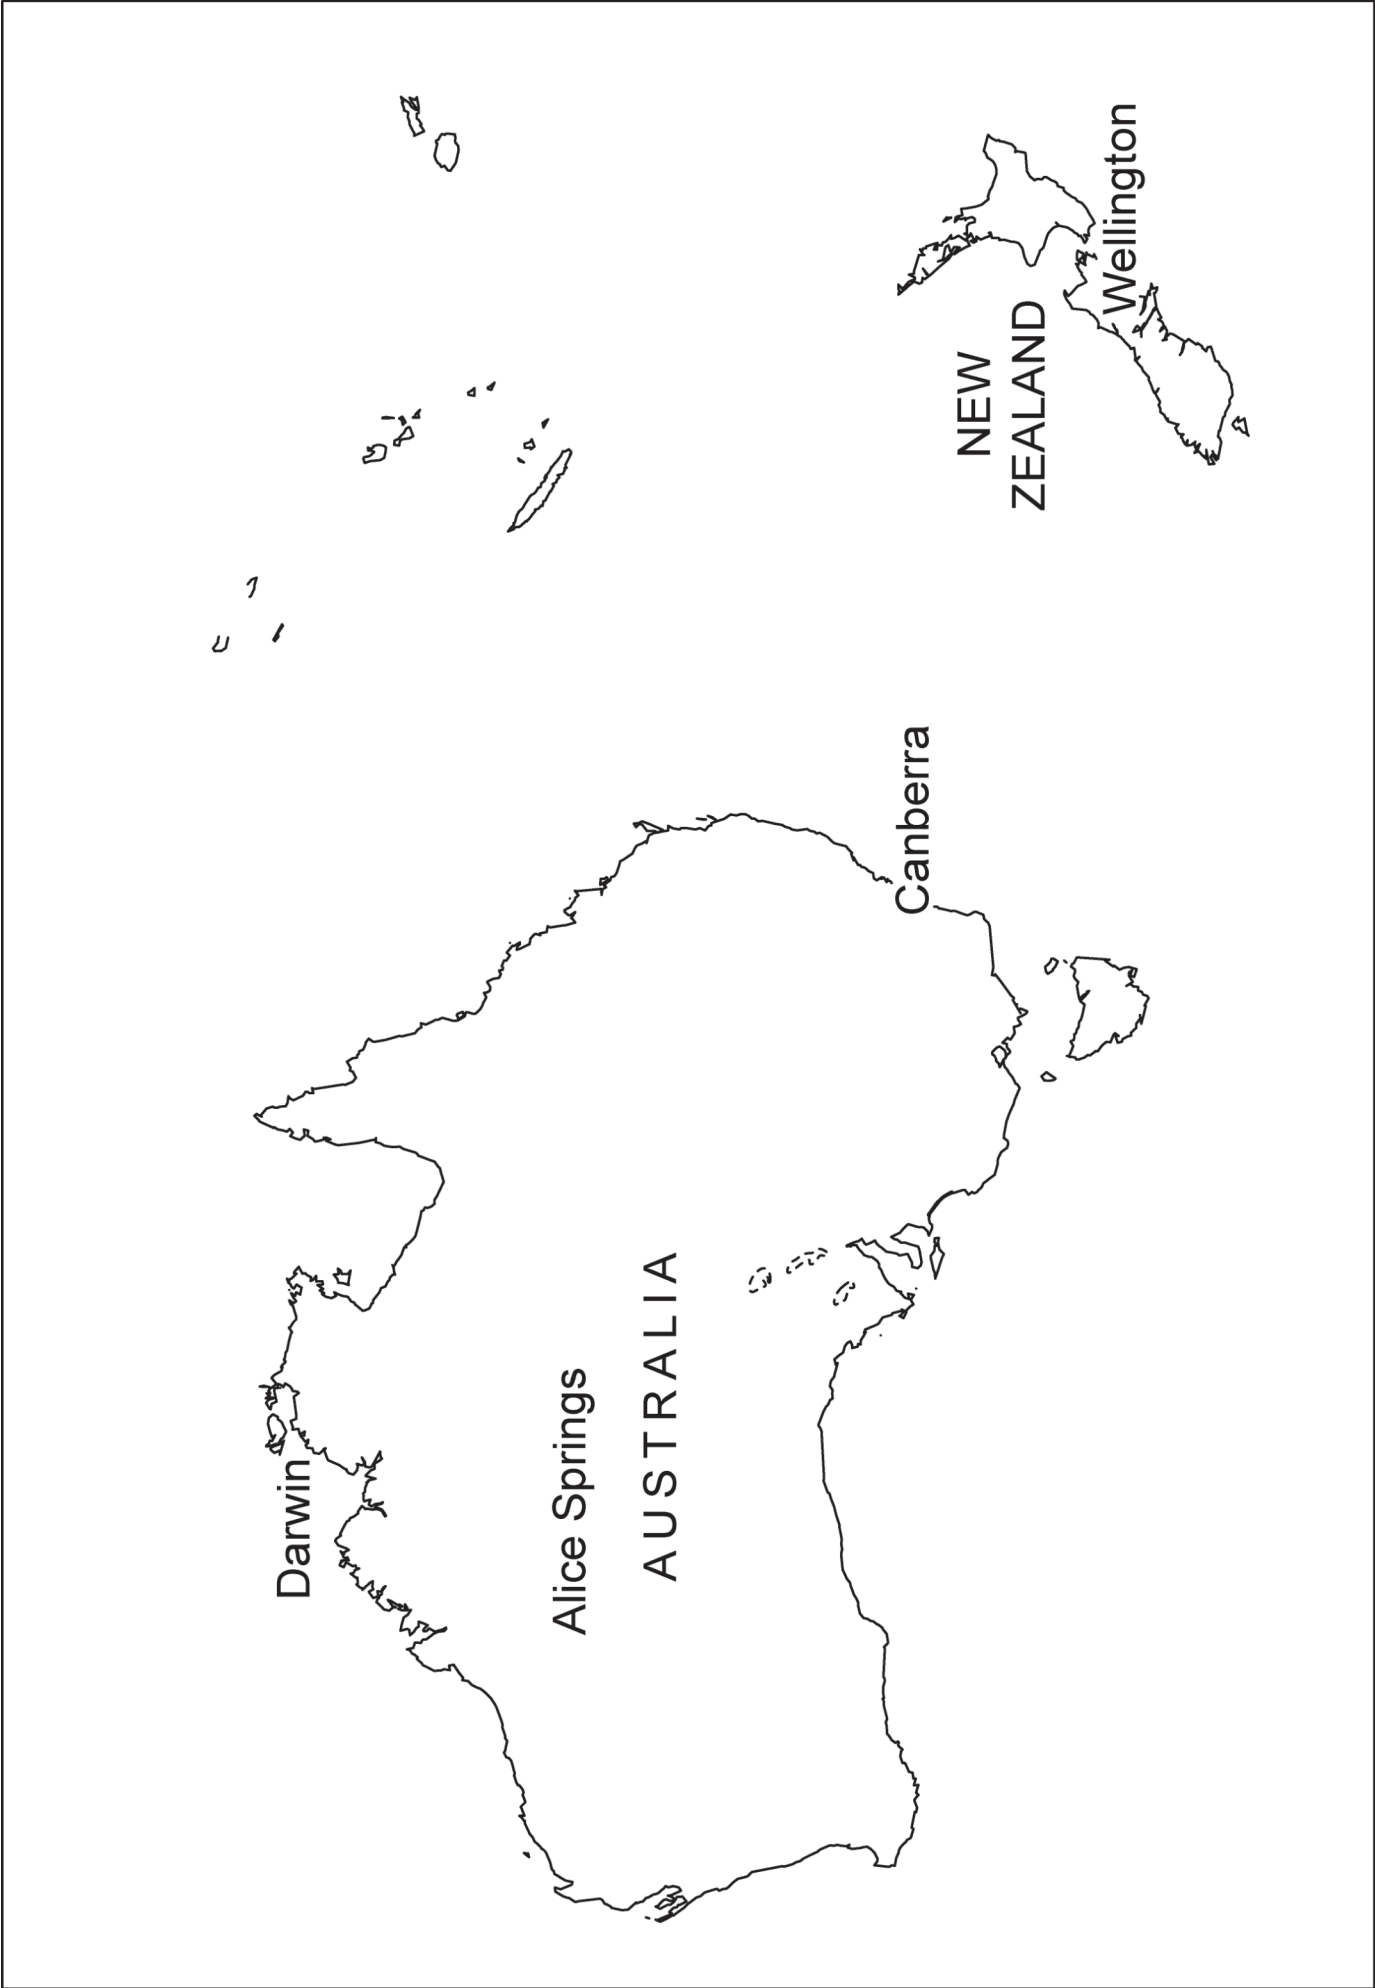 Darwin
Alice Springs
AUSTRALIA
Canberra
NEW
ZEALAND
Wellington